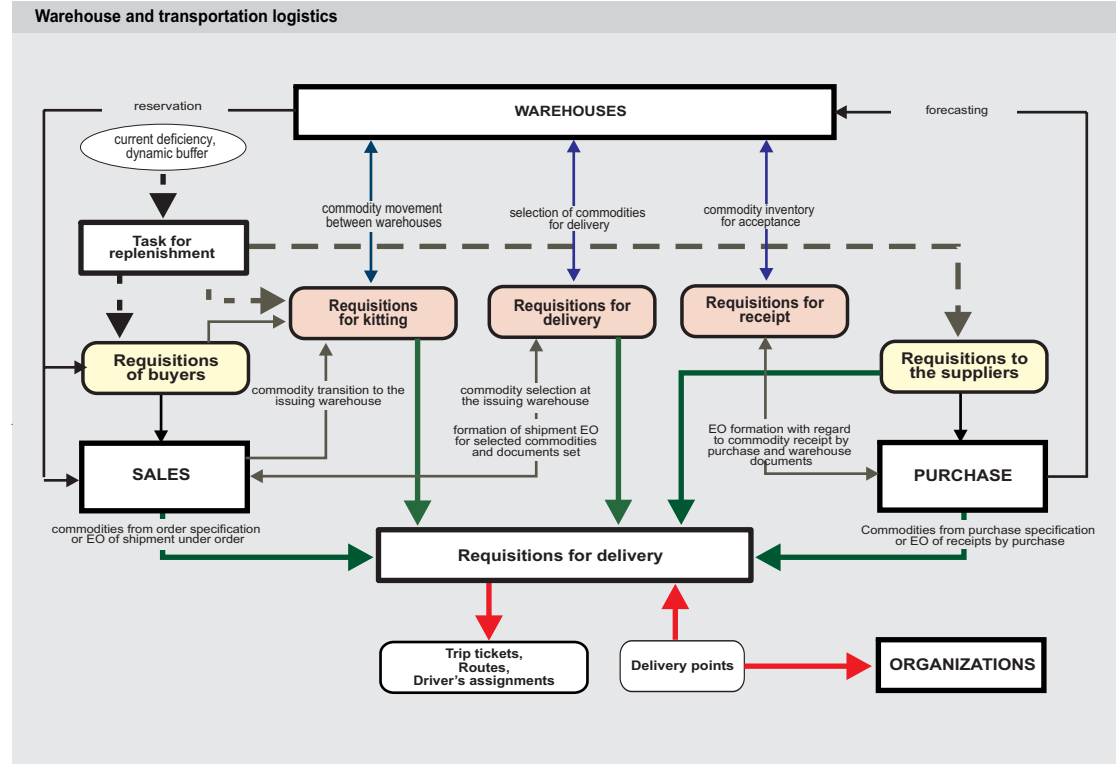 Warehouse and transportation logistics
reservation
WAREHOUSES
forecasting
current deficiency,
dynamic buffer
commodity movement
between warehouses
selection of commodities
for delivery
commodity inventory
for acceptance
Task for
replenishment
Requisitions
for kitting
Requisitions for
delivery
Requisitions for
receipt
Requisitions
of buyers
Requisitions to
the suppliers
commodity transition to the
issuing warehouse
commodity selection at
the issuing warehouse
formation of shipment EO
for selected commodities
and documents set
EO formation with regard
to commodity receipt by
purchase and warehouse
documents
SALES
PURCHASE
commodities from order specification
or EO of shipment under order
Commodities from purchase specification
or EO of receipts by purchase
Requisitions for delivery
Trip tickets,
Routes,
Driver's assignments
Delivery points
ORGANIZATIONS